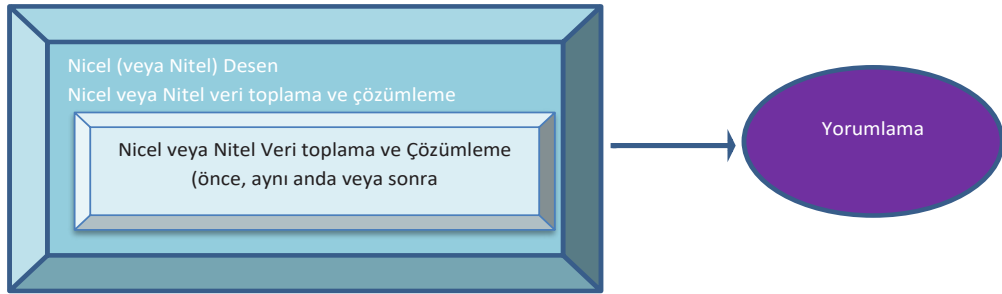 Nicel (veya Nitel) Desen
Nicel veya Nitel veri toplama ve çözümleme
Nicel veya Nitel Veri toplama ve Çözümleme
(önce, aynı anda veya sonra
Yorumlama